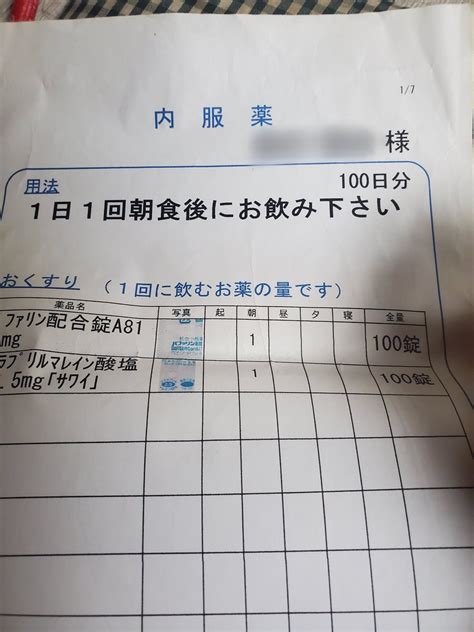 1/7
内服薬
様
用法 100日分
1日1回朝食後にお飲み下さい
おくすり (1回に飲むお薬の量です)
薬品名 写真 起 朝 昼 夕 寝 全量
ファリン配合錠A81 1 100錠
mg
ラプリルマレイン酸塩 1 100錠
. 5mg「サワイ」